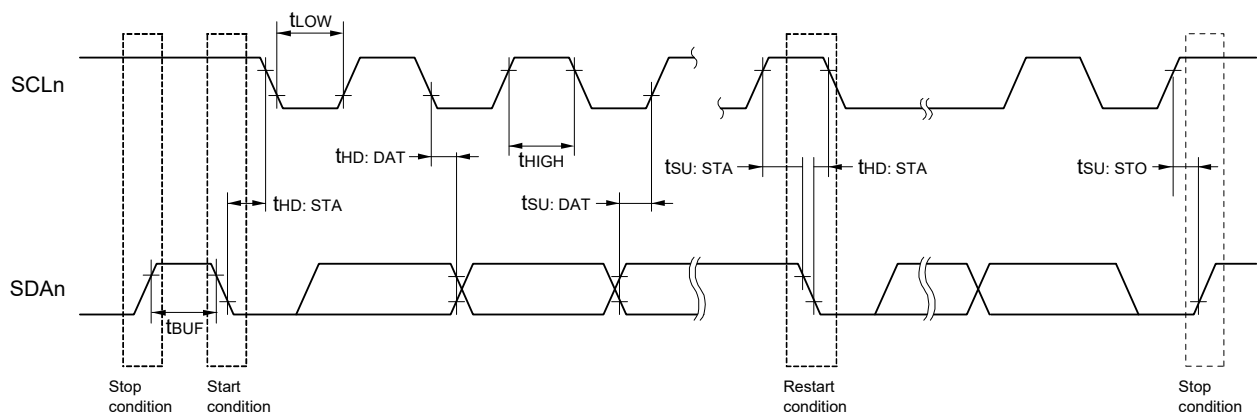 tLOW
SCLn
tHD: DAT
tHIGH
tSU: STA
tHD: STA
tSU: STO
tHD: STA
tSU: DAT
SDAn
tBUF
Stop
condition
Start
condition
Restart
condition
Stop
condition